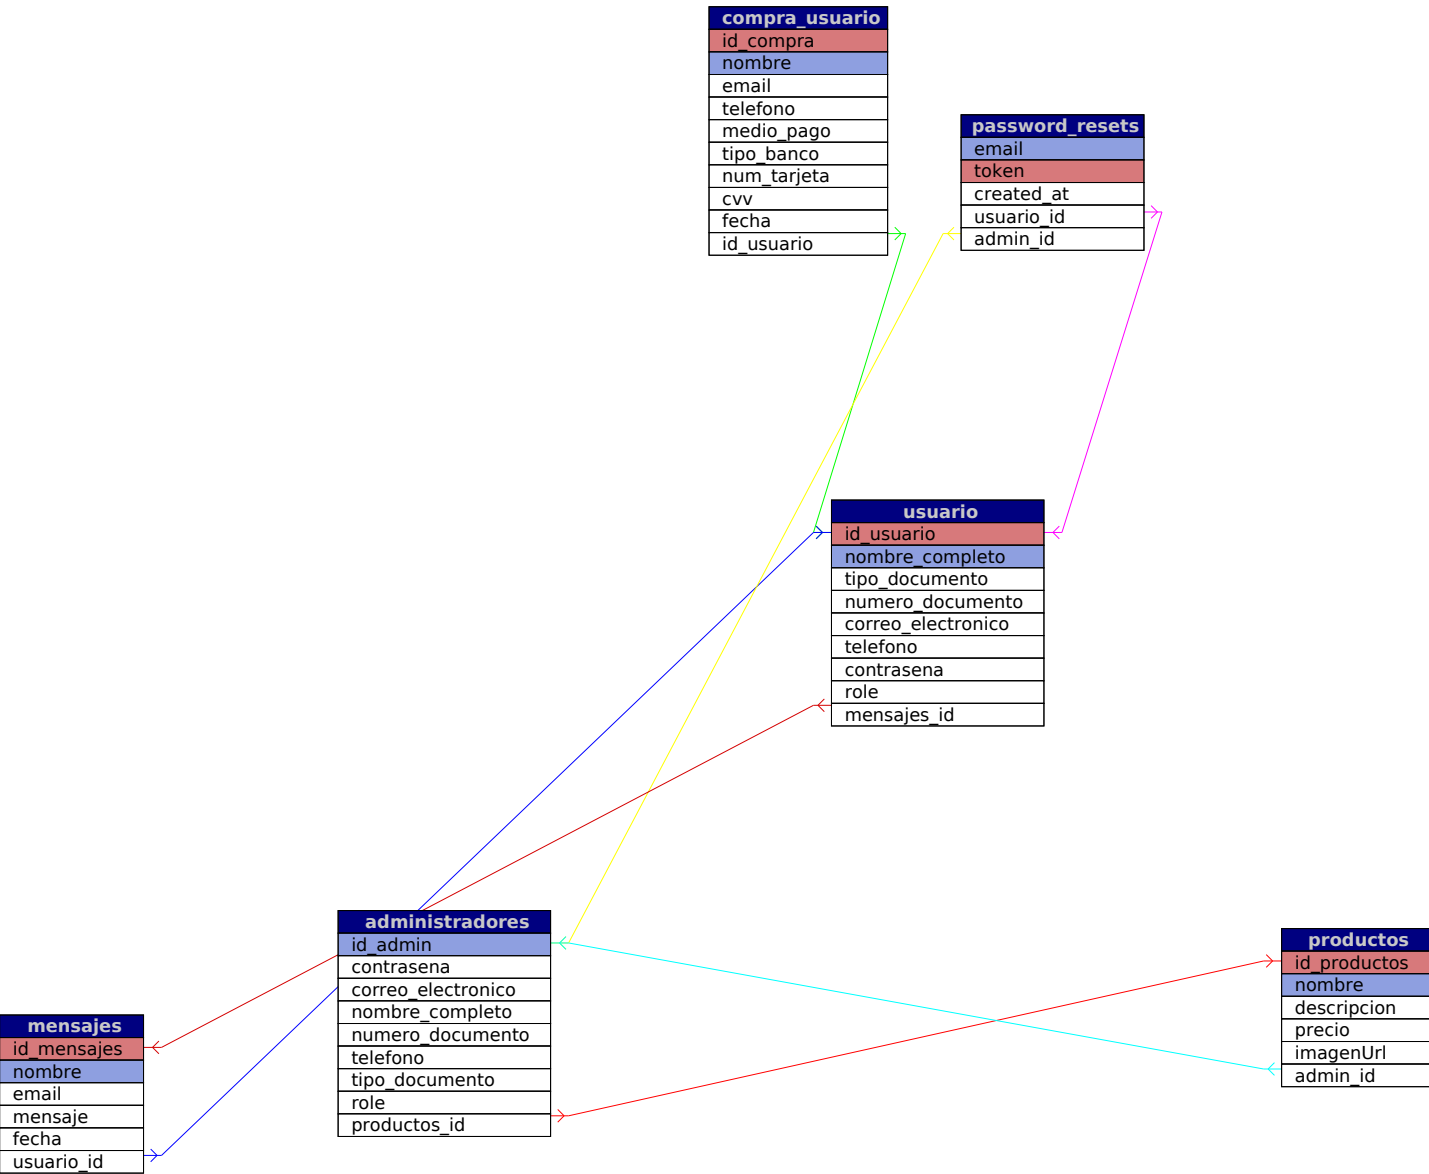 compra_usuario
id_compra
nombre
email
telefono
medio_pago
tipo_banco
num_tarjeta
cvv
fecha
id_usuario
password_resets
email
token
created_at
usuario_id
admin_id
usuario
id_usuario
nombre_completo
tipo_documento
numero_documento
correo_electronico
telefono
contrasena
role
mensajes_id
administradores
id_admin
contrasena
correo_electronico
nombre_completo
numero_documento
telefono
tipo_documento
role
productos_id
productos
id_productos
nombre
descripcion
precio
imagenUrl
admin_id
mensajes
id_mensajes
nombre
email
mensaje
fecha
usuario_id